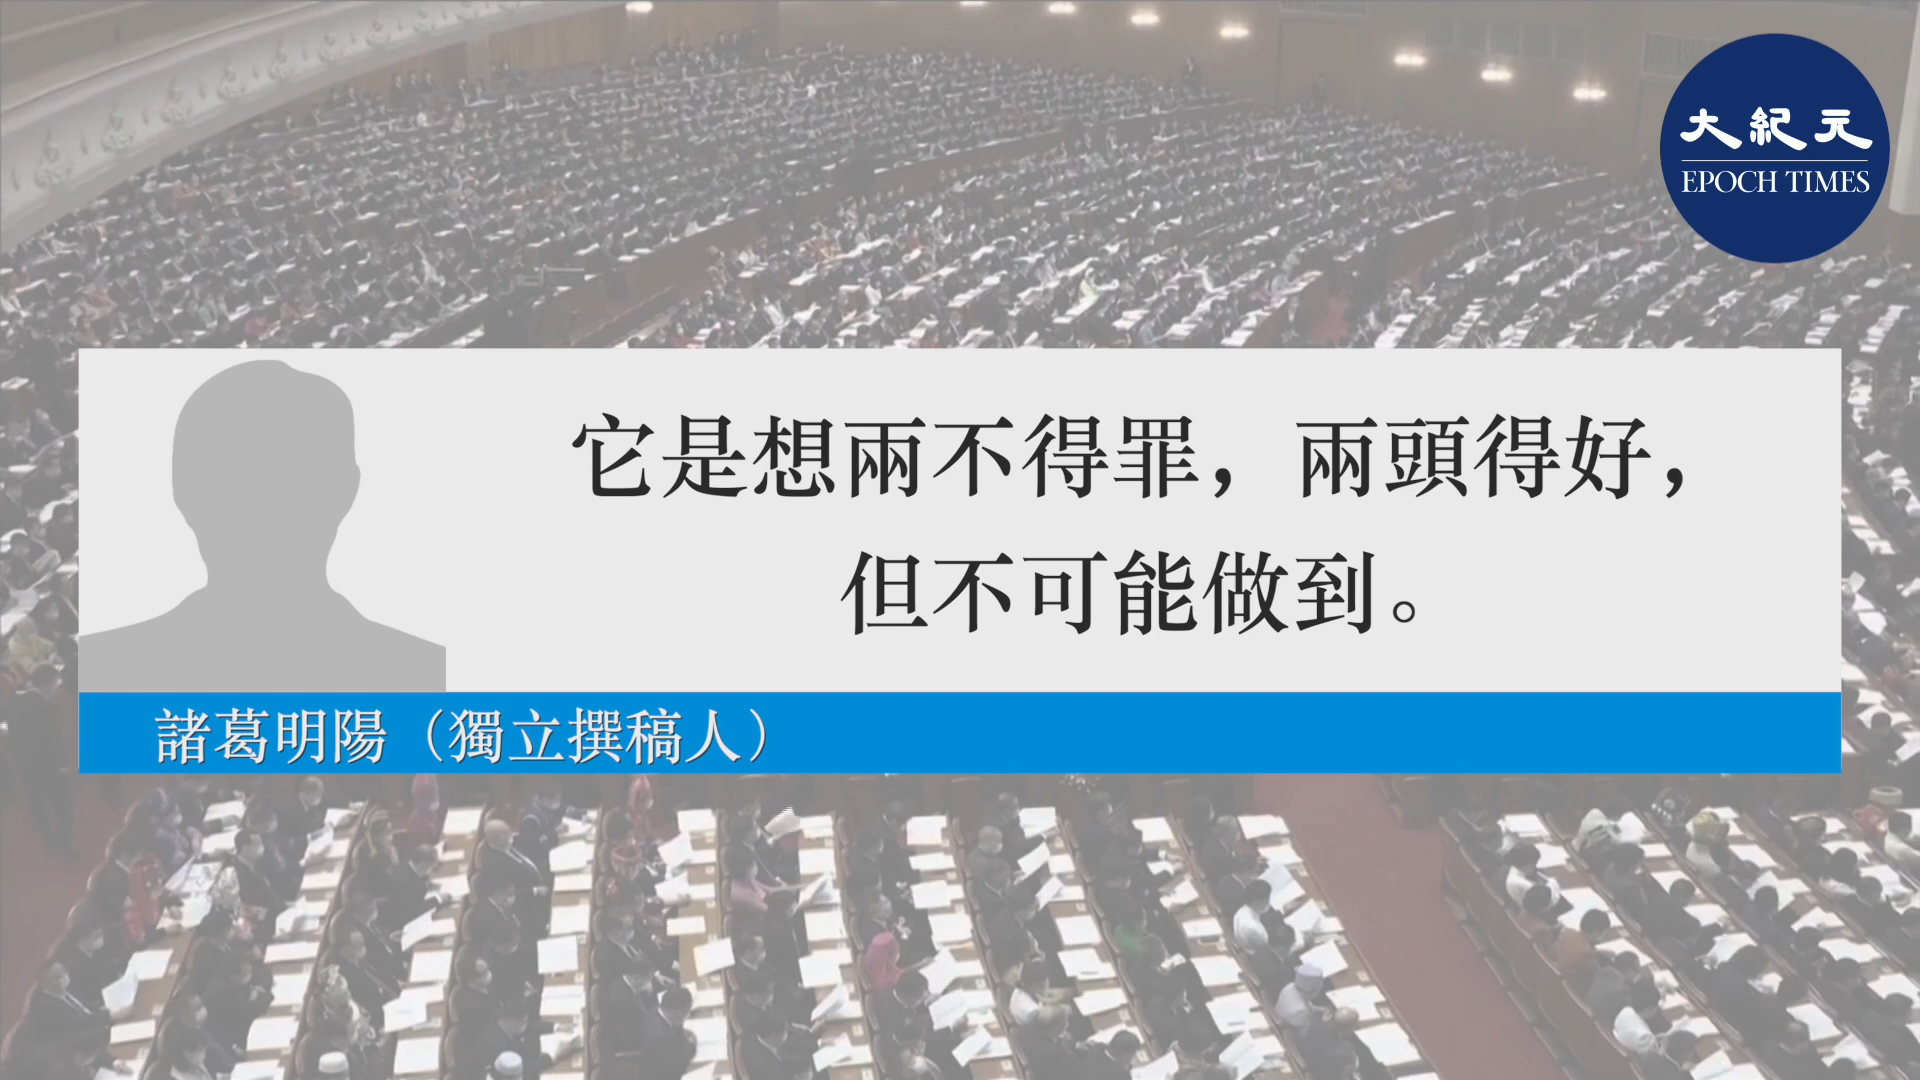 大紀元
EPOCH TIMES
它是想兩不得罪，兩頭得好，
但不可能做到。
諸葛明陽（獨立撰稿人）